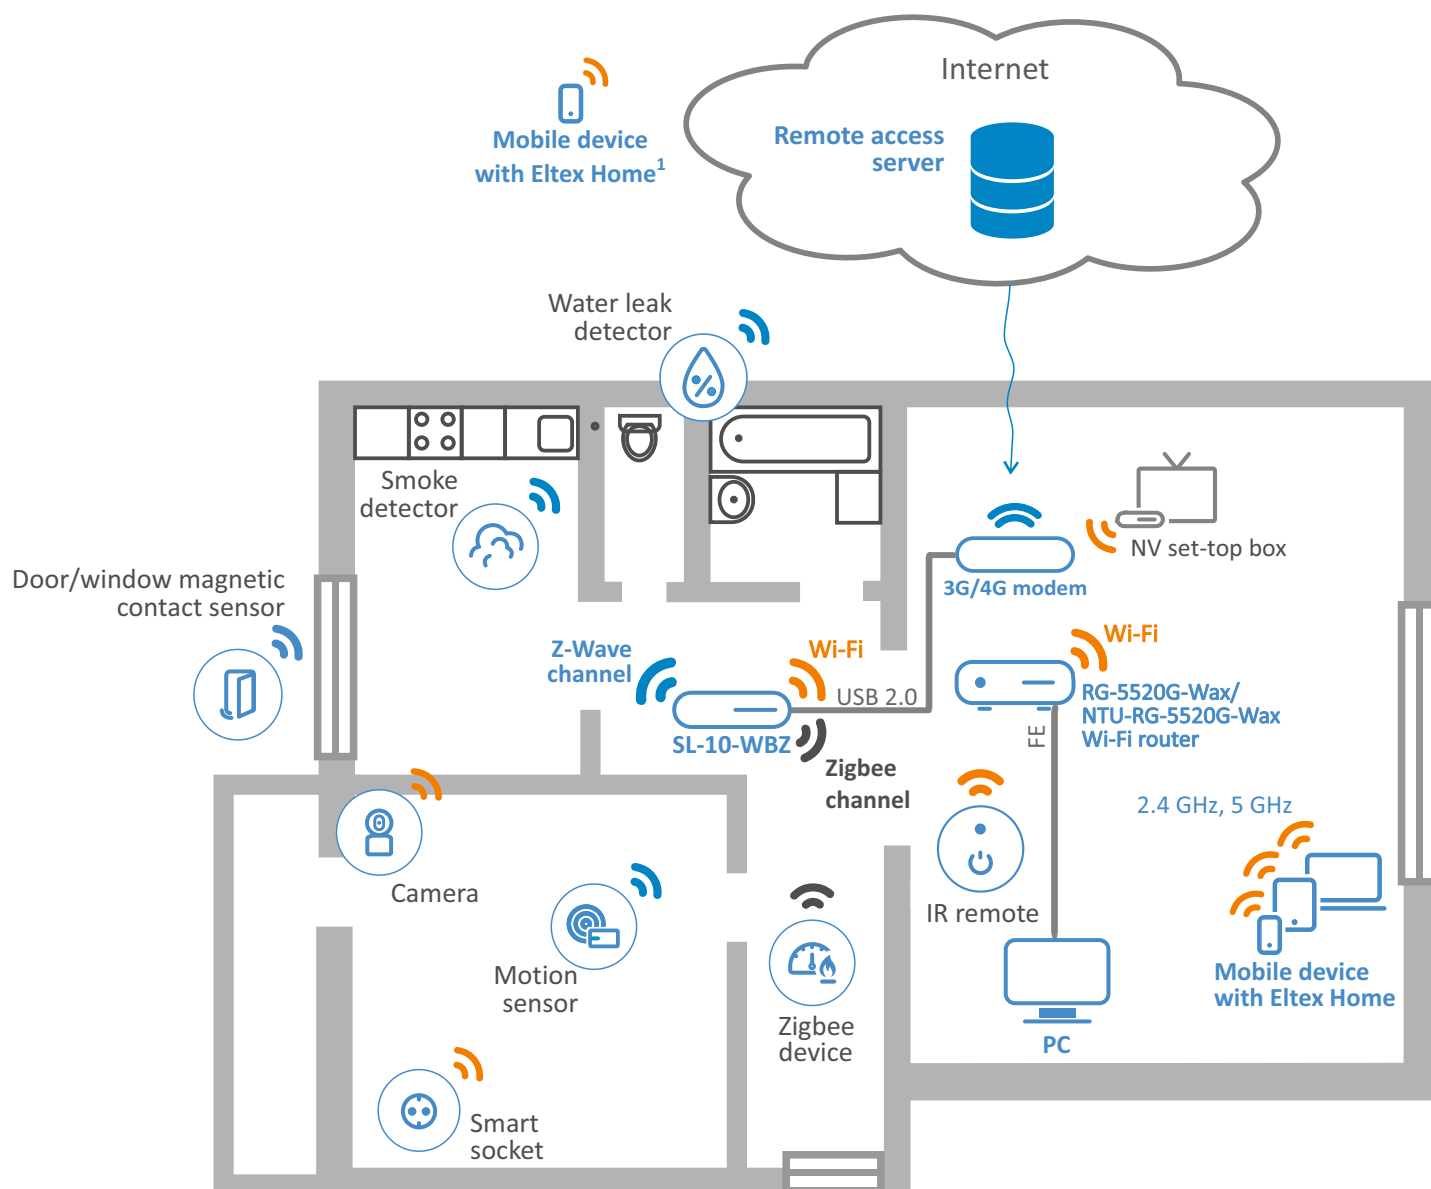 Internet
Remote access
server
Mobile device
with Eltex Home¹
Water leak
detector
Smoke
detector
Door/window magnetic
contact sensor
NV set-top box
3G/4G modem
Z-Wave
channel
Wi-Fi
USB 2.0
SL-10-WBZ
Zigbee
channel
Wi-Fi
RG-5520G-Wax/
NTU-RG-5520G-Wax
Wi-Fi router
FE
2.4 GHz, 5 GHz
Camera
IR remote
Motion
sensor
Zigbee
device
PC
Mobile device
with Eltex Home
Smart
socket